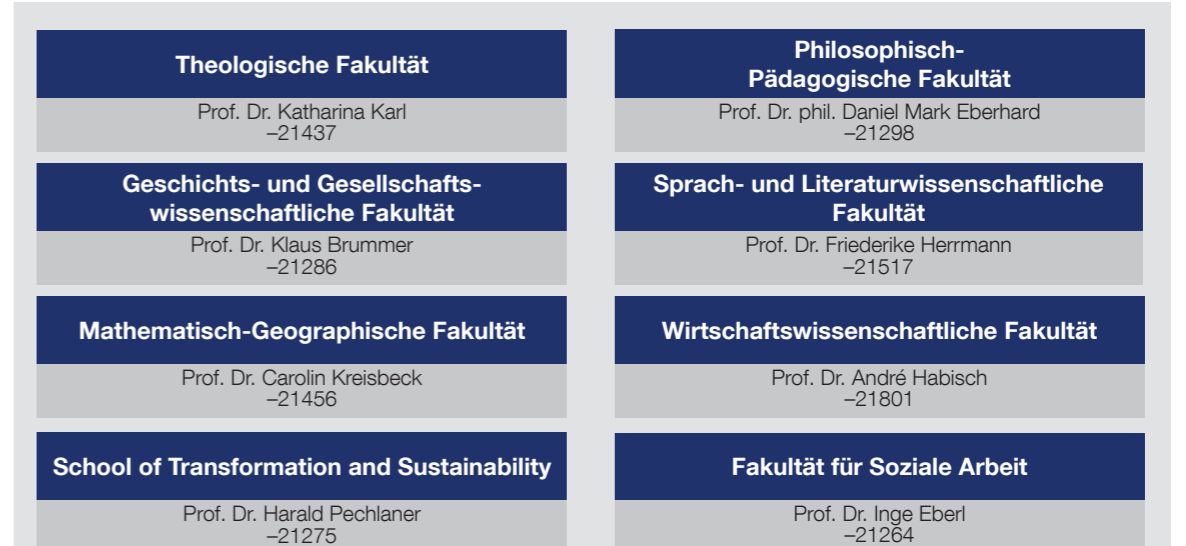 Theologische Fakultät
Prof. Dr. Katharina Karl
–21437
Philosophisch-
Pädagogische Fakultät
Prof. Dr. phil. Daniel Mark Eberhard
–21298
Geschichts- und Gesellschafts-
wissenschaftliche Fakultät
Prof. Dr. Klaus Brummer
–21286
Sprach- und Literaturwissenschaftliche
Fakultät
Prof. Dr. Friederike Herrmann
–21517
Mathematisch-Geographische Fakultät
Prof. Dr. Carolin Kreisbeck
–21456
Wirtschaftswissenschaftliche Fakultät
Prof. Dr. André Habisch
–21801
School of Transformation and Sustainability
Prof. Dr. Harald Pechlaner
–21275
Fakultät für Soziale Arbeit
Prof. Dr. Inge Eberl
–21264